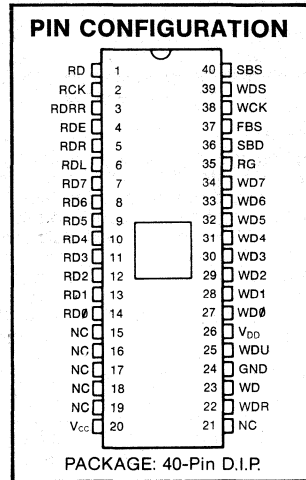 PIN CONFIGURATION
RD 1 40 SBS
RCK 2 39 WDS
RDRR 3 38 WCK
RDE 4 37 FBS
RDR 5 36 SBD
RDL 6 35 RG
RD7 7 34 WD7
RD6 8 33 WD6
RD5 9 32 WD5
RD4 10 31 WD4
RD3 11 30 WD3
RD2 12 29 WD2
RD1 13 28 WD1
RDØ 14 27 WDØ
NC 15 26 VDD
NC 16 25 WDU
NC 17 24 GND
NC 18 23 WD
NC 19 22 WDR
Vcc 20 21 NC
PACKAGE: 40-Pin D.I.P.